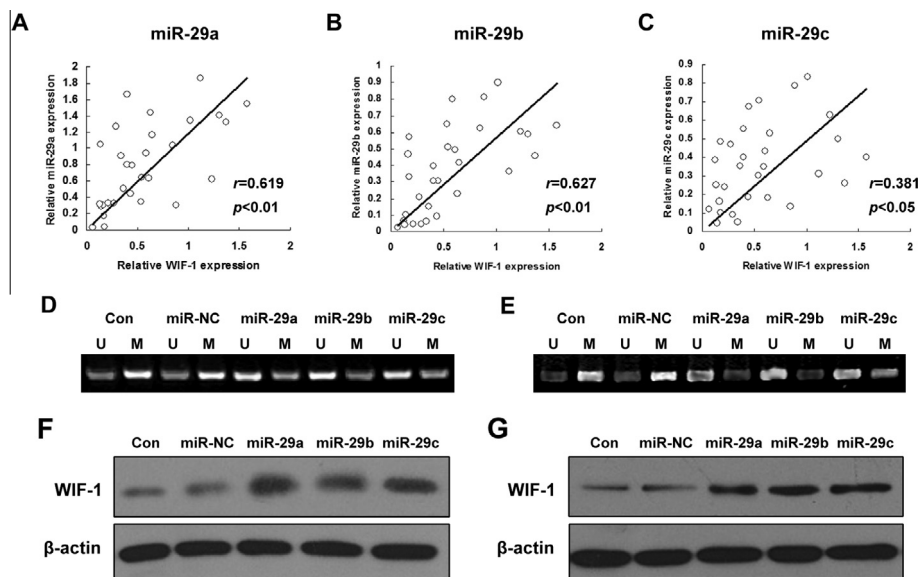 A
miR-29a
Relative miR-29a expression
2
1.8
1.6
1.4
1.2
1
0.8
0.6
0.4
0.2
0
0 0.5 1 1.5 2
Relative WIF-1 expression
r=0.619
p<0.01
B
miR-29b
Relative miR-29b expression
1
0.9
0.8
0.7
0.6
0.5
0.4
0.3
0.2
0.1
0
0 0.5 1 1.5 2
Relative WIF-1 expression
r=0.627
p<0.01
C
miR-29c
Relative miR-29c expression
0.9
0.8
0.7
0.6
0.5
0.4
0.3
0.2
0.1
0
0 0.5 1 1.5 2
Relative WIF-1 expression
r=0.381
p<0.05
D
Con miR-NC miR-29a miR-29b miR-29c
U M U M U M U M U M
E
Con miR-NC miR-29a miR-29b miR-29c
U M U M U M U M U M
F
Con miR-NC miR-29a miR-29b miR-29c
WIF-1
β-actin
G
Con miR-NC miR-29a miR-29b miR-29c
WIF-1
β-actin